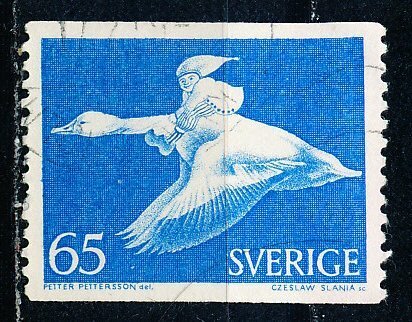 65 SVERIGE
PETTER PETTERSSON del. CZESLAW SLANIA sc.